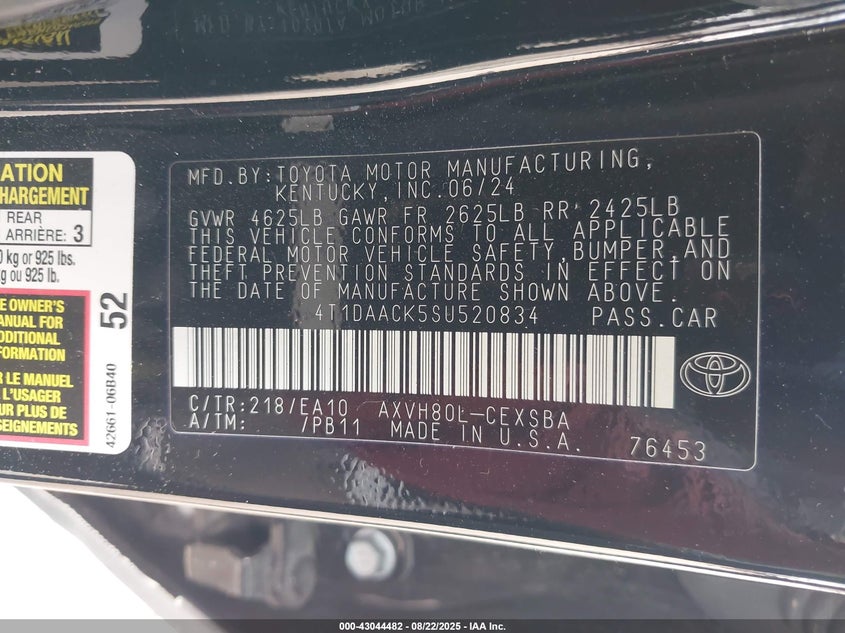 ATION
HARGEMENT
REAR
ARRIÈRE: 3
kg or 925 lbs.
kg ou 925 lb.
E OWNER'S
ANUAL FOR
DDITIONAL
FORMATION
R LE MANUEL
L'USAGER
UR PLUS DE
SEIGNEMENTS
52
42661-06B40
MFD.BY:TOYOTA MOTOR MANUFACTURING,
KENTUCKY,INC.06/24
GVWR 4625LB GAWR FR 2625LB RR 2425LB
THIS VEHICLE CONFORMS TO ALL APPLICABLE
FEDERAL MOTOR VEHICLE SAFETY,BUMPER,AND
THEFT PREVENTION STANDARDS IN EFFECT ON
THE DATE OF MANUFACTURE SHOWN ABOVE.
4T1DAACK5SU520834 PASS.CAR
C/TR:218/EA10 AXVH80L-CEXSBA
A/TM: /PB11 MADE IN U.S.A. 76453
000-43044482 - 08/22/2025 - IAA Inc.